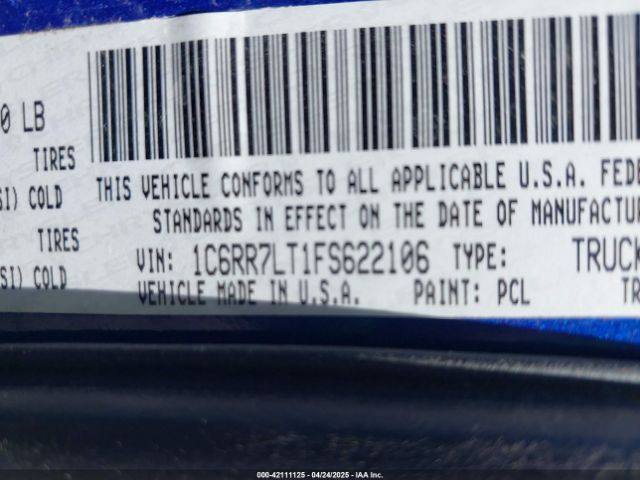 0 LB
TIRES
SI) COLD
TIRES
SI) COLD
THIS VEHICLE CONFORMS TO ALL APPLICABLE U.S.A. FEDE
STANDARDS IN EFFECT ON THE DATE OF MANUFACTU
VIN: 1C6RR7LT1FS622106 TYPE: TRUCK
VEHICLE MADE IN U.S.A. PAINT: PCL TR
000-42111125 - 04/24/2025 - IAA Inc.